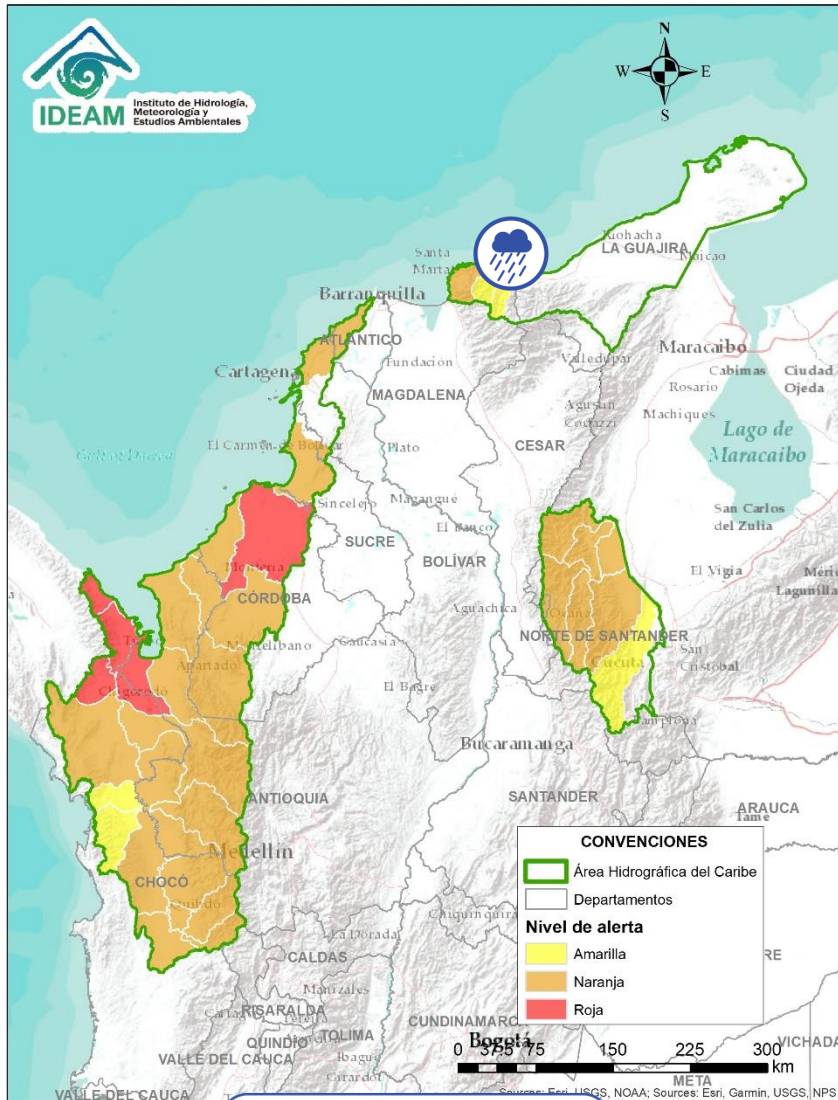 IDEAM
Instituto de Hidrología,
Meteorología y
Estudios Ambientales
N
W
E
S
Riohacha
LA GUAJIRA
Santa
Marta
Maicao
Barranquilla
ATLÁNTICO
Cartagena
Fundación
Valledupar
Maracaibo
Cabimas
Ciudad
Ojeda
Rosario
MAGDALENA
Agustín
Codazzi
Machiques
El Carmen de Bolívar
Plato
CESAR
Lago de
Maracaibo
Sincelejo
Magangué
San Carlos
del Zulia
El Banco
SUCRE
BOLÍVAR
Montería
El Vigía
CÓRDOBA
Aguachica
NORTE DE SANTANDER
Montelíbano
Caucasia
Apartadó
San
Cristóbal
Cúcuta
Chigorodó
El Bagre
Bucaramanga
ANTIOQUIA
SANTANDER
ARAUCA
Tame
Medellín
CHOCÓ
Quibdó
Chiquinquirá
La Dorada
CALDAS
Manizales
RISARALDA
QUINDÍO
TOLIMA
Ibagué
Girardot
CUNDINAMARC
Bogotá
VALLE DEL CAUCA
VALLE DEL CAUCA
META
VICHADA
CONVENCIONES
Área Hidrográfica del Caribe
Departamentos
Nivel de alerta
Amarilla
Naranja
Roja
0 37,5 75 150 225 300
km
Sources: Esri, USGS, NOAA; Sources: Esri, Garmin, USGS, NPS